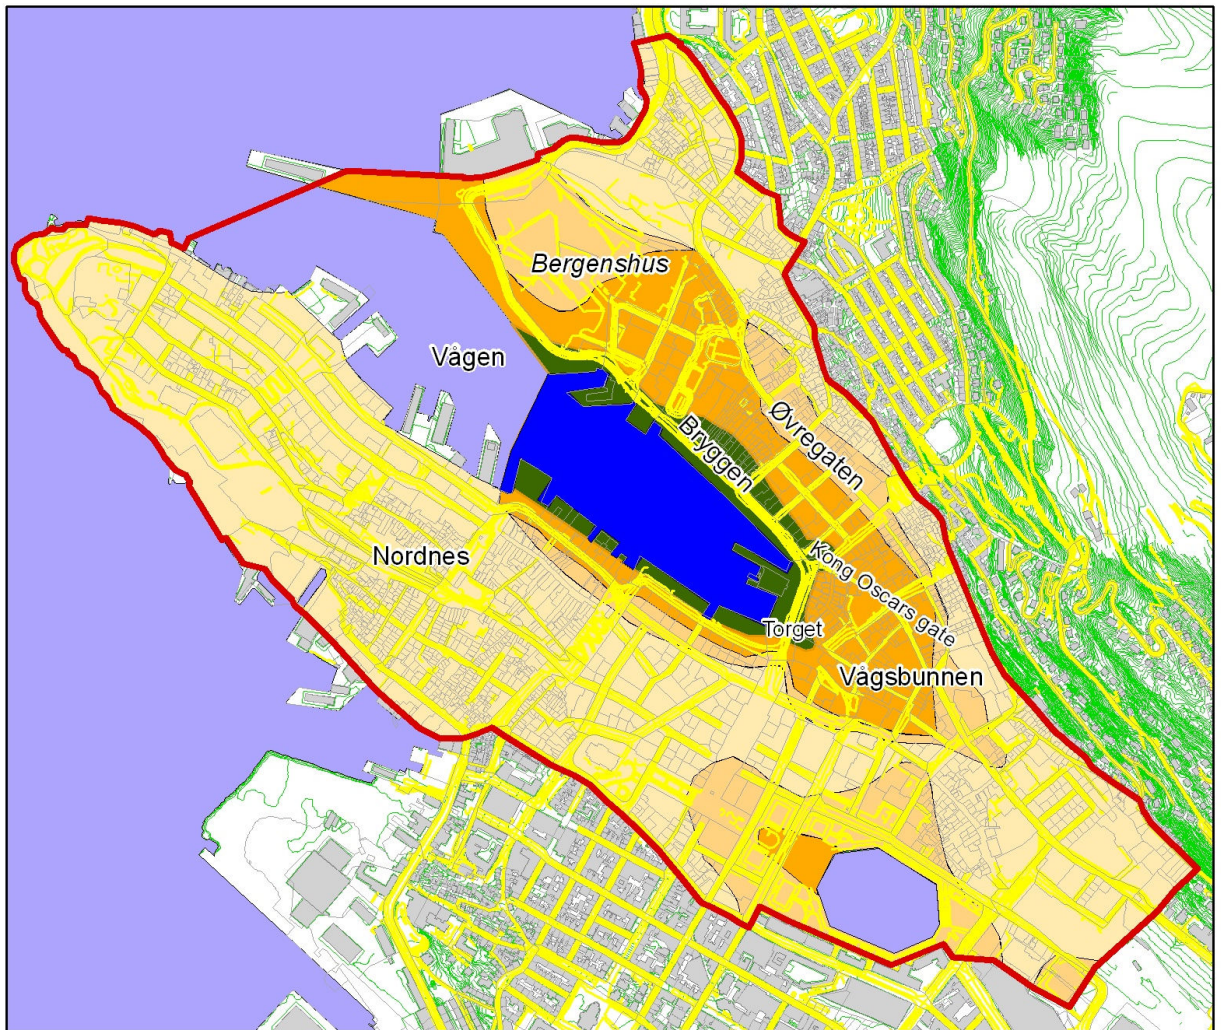 Bergenshus
Vågen
Bryggen
Øvregaten
Nordnes
Kong Oscars gate
Torget
Vågsbunnen